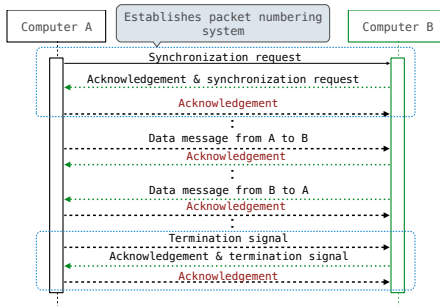 Computer A
Establishes packet numbering
system
Computer B
Synchronization request
Acknowledgement & synchronization request
Acknowledgement
Data message from A to B
Acknowledgement
Data message from B to A
Acknowledgement
Termination signal
Acknowledgement & termination signal
Acknowledgement